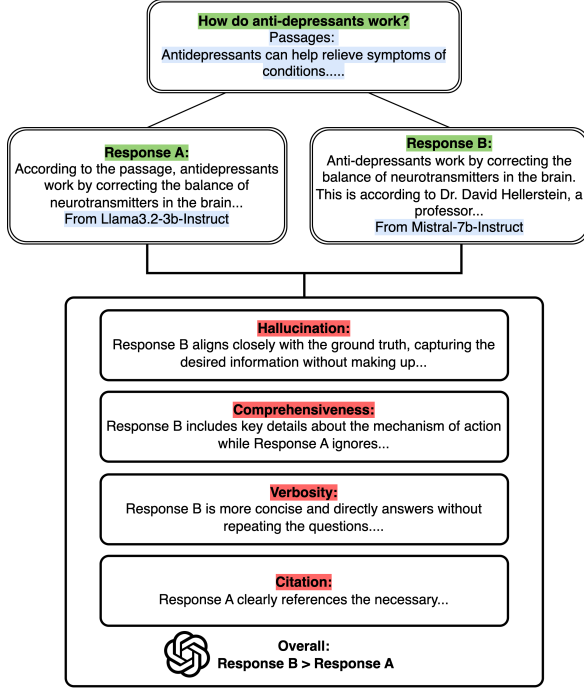 How do anti-depressants work?
Passages:
Antidepressants can help relieve symptoms of
conditions.....
Response A:
According to the passage, antidepressants
work by correcting the balance of
neurotransmitters in the brain...
From Llama3.2-3b-Instruct
Response B:
Anti-depressants work by correcting the
balance of neurotransmitters in the brain.
This is according to Dr. David Hellerstein, a
professor...
From Mistral-7b-Instruct
Hallucination:
Response B aligns closely with the ground truth, capturing the
desired information without making up...
Comprehensiveness:
Response B includes key details about the mechanism of action
while Response A ignores...
Verbosity:
Response B is more concise and directly answers without
repeating the questions....
Citation:
Response A clearly references the necessary...
Overall:
Response B > Response A